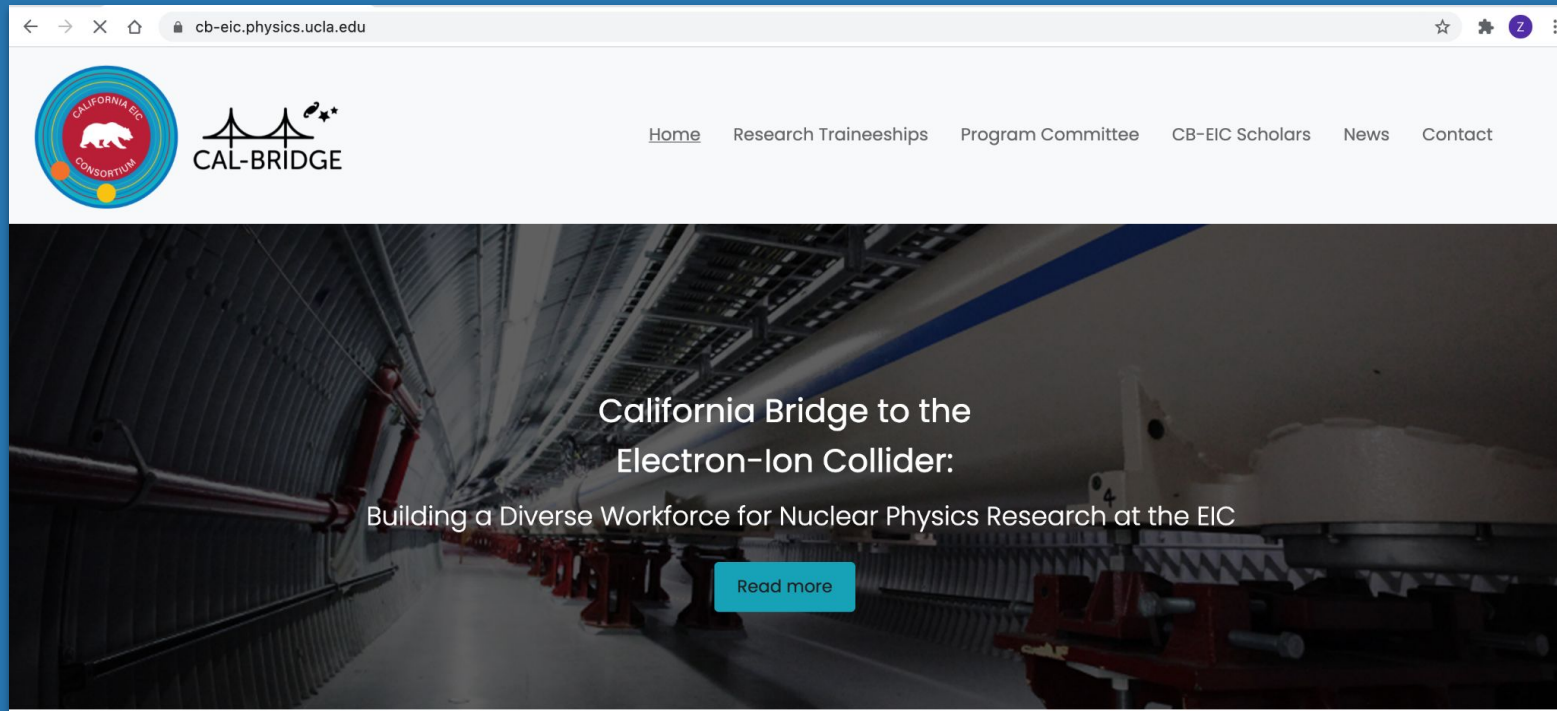 cb-eic.physics.ucla.edu
Z
CALIFORNIA EIC
CONSORTIUM
CAL-BRIDGE
Home Research Traineeships Program Committee CB-EIC Scholars News Contact
California Bridge to the
Electron-Ion Collider:
Building a Diverse Workforce for Nuclear Physics Research at the EIC
Read more
4